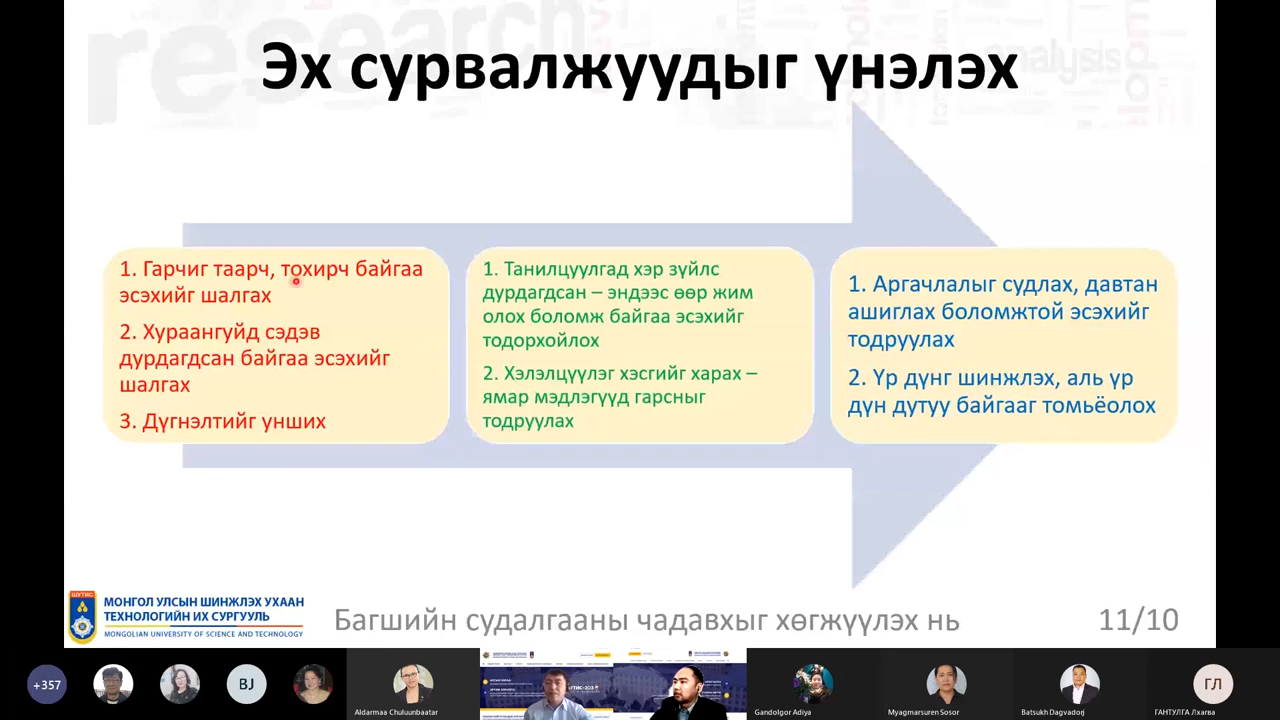 research
analysis
Эх сурвалжуудыг үнэлэх
1. Гарчиг таарч, тохирч байгаа
эсэхийг шалгах
2. Хураангуйд сэдэв
дурдагдсан байгаа эсэхийг
шалгах
3. Дүгнэлтийг унших
1. Танилцуулгад хэр зүйлс
дурдагдсан – эндээс өөр жим
олох боломж байгаа эсэхийг
тодорхойлох
2. Хэлэлцүүлэг хэсгийг харах –
ямар мэдлэгүүд гарсныг
тодруулах
1. Аргачлалыг судлах, давтан
ашиглах боломжтой эсэхийг
тодруулах
2. Үр дүнг шинжлэх, аль үр
дүн дутуу байгааг томьёолох
ШУТИС
МОНГОЛ УЛСЫН ШИНЖЛЭХ УХААН
ТЕХНОЛОГИЙН ИХ СУРГУУЛЬ
MONGOLIAN UNIVERSITY OF SCIENCE AND TECHNOLOGY
Багшийн судалгааны чадавхыг хөгжүүлэх нь
11/10
+357
BJ
Aldarmaa Chuluunbaatar
Gandolgor Adiya
Myagmarsuren Sosor
Batsukh Dagvadorj
ГЛ
ГАНТУЛГА Лхагва